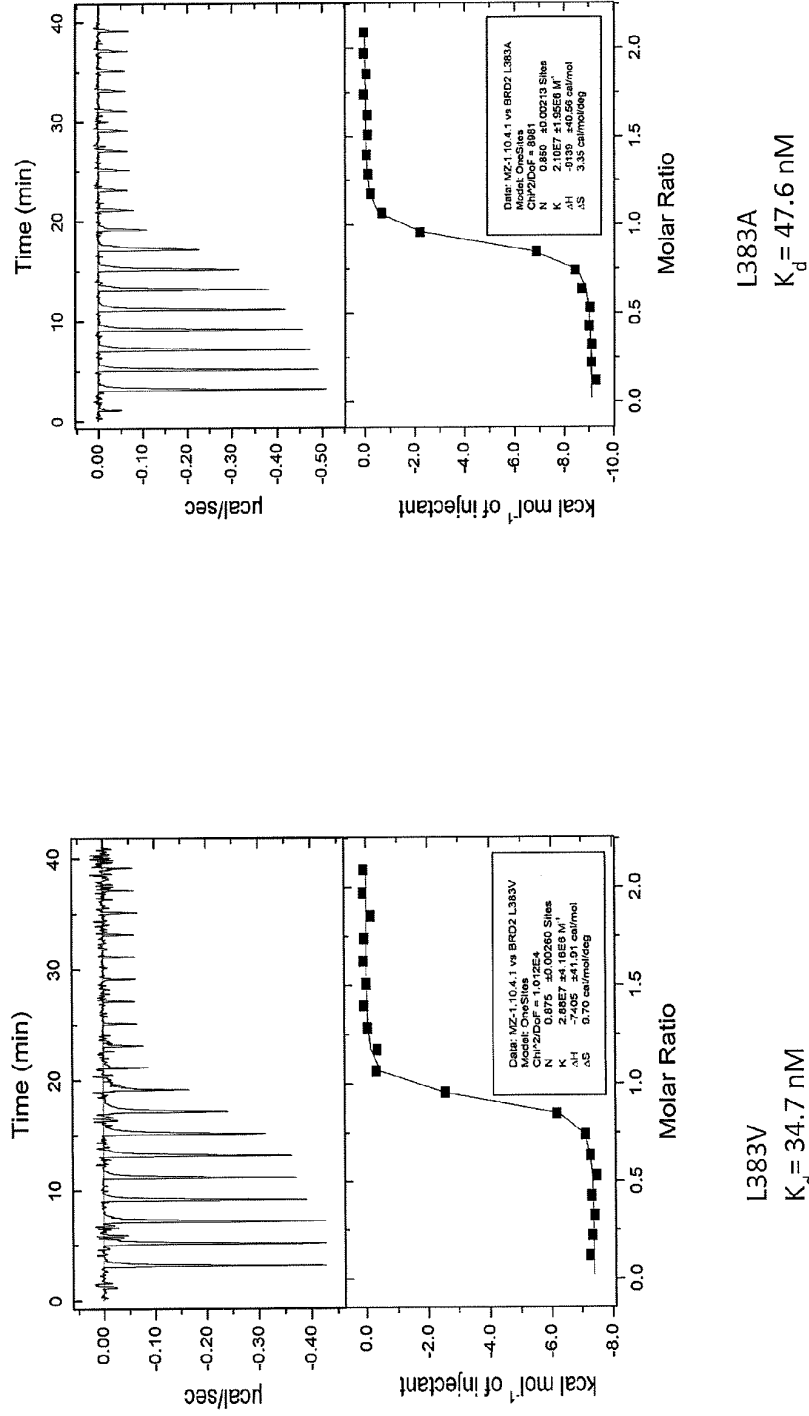 Time (min)
0 10 20 30 40
0.00
-0.10
-0.20
-0.30
-0.40
µcal/sec
0.0
-2.0
-4.0
-6.0
-8.0
kcal mol⁻¹ of injectant
Data: MZ-1.10.4.1 vs BRD2 L383V
Model: OneSites
Chi^2/DoF = 1.012E4
N 0.875 ±0.00260 Sites
K 2.88E7 ±4.16E6 M⁻¹
ΔH -7405 ±41.91 cal/mol
ΔS 9.70 cal/mol/deg
0.0 0.5 1.0 1.5 2.0
Molar Ratio
L383V
K_d = 34.7 nM
Time (min)
0 10 20 30 40
0.00
-0.10
-0.20
-0.30
-0.40
-0.50
µcal/sec
0.0
-2.0
-4.0
-6.0
-8.0
-10.0
kcal mol⁻¹ of injectant
Data: MZ-1.10.4.1 vs BRD2 L383A
Model: OneSites
Chi^2/DoF = 8981
N 0.850 ±0.00213 Sites
K 2.10E7 ±1.95E6 M⁻¹
ΔH -9139 ±40.56 cal/mol
ΔS 3.35 cal/mol/deg
0.0 0.5 1.0 1.5 2.0
Molar Ratio
L383A
K_d = 47.6 nM